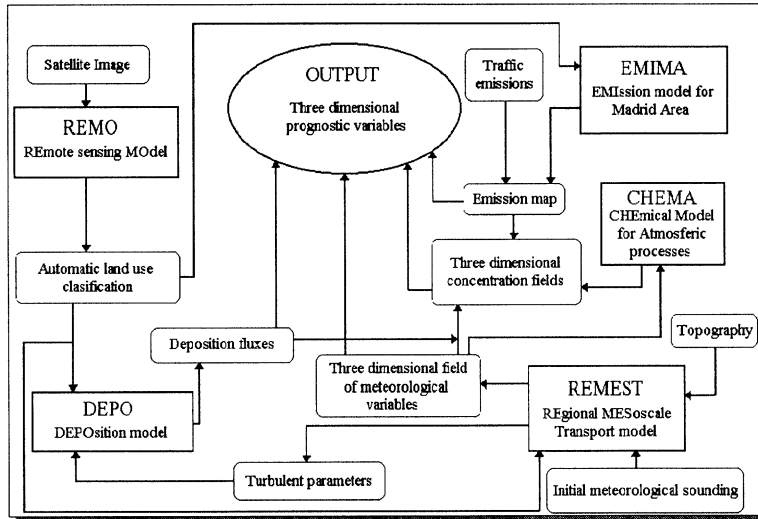 Satellite Image
REMO
REmote sensing MOdel
Automatic land use
clasification
DEPO
DEPOsition model
Deposition fluxes
Turbulent parameters
OUTPUT
Three dimensional
prognostic variables
Traffic
emissions
EMIMA
EMIssion model for
Madrid Area
Emission map
CHEMA
CHEmical Model
for Atmosferic
processes
Three dimensional
concentration fields
Three dimensional field
of meteorological
variables
Topography
REMEST
REgional MESoscale
Transport model
Initial meteorological sounding